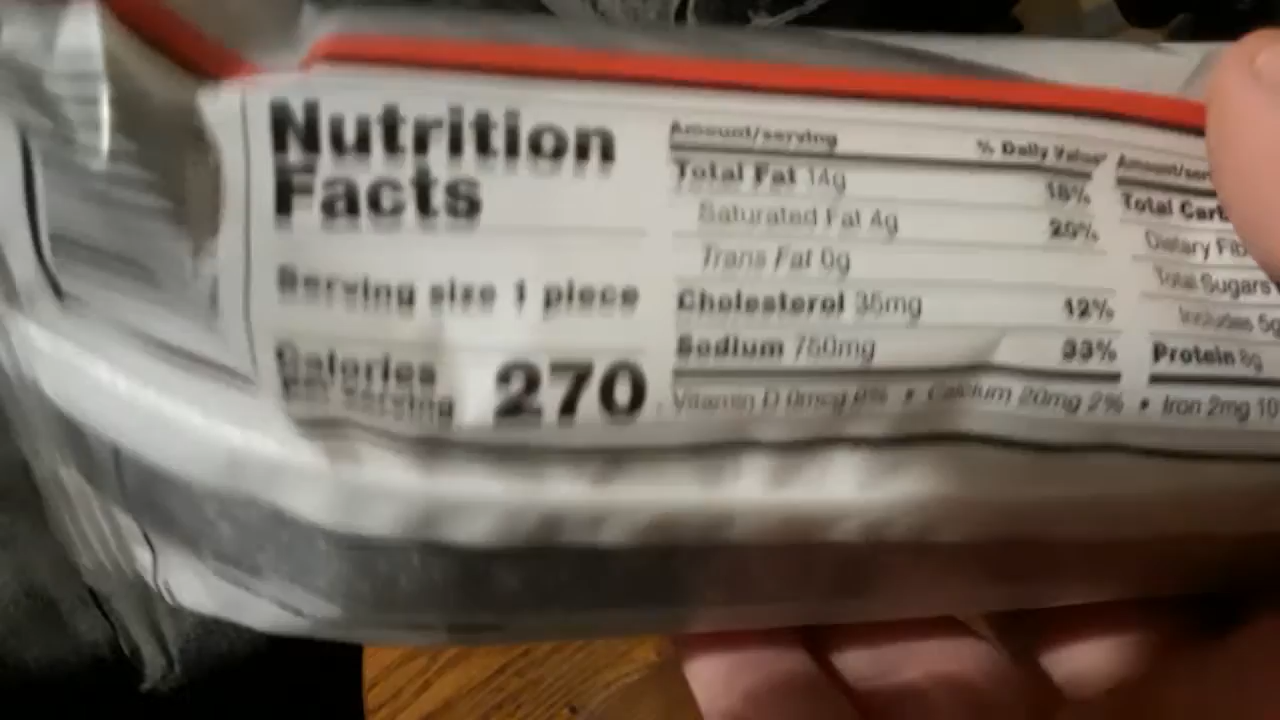 Nutrition
Facts
Serving size 1 piece
Calories
per serving 270
Amount/serving % Daily Value*
Total Fat 14g 18%
Saturated Fat 4g 20%
Trans Fat 0g
Cholesterol 35mg 12%
Sodium 750mg 33%
Vitamin D 0mcg 0% • Calcium 20mg 2% • Iron 2mg 10
Amount/ser
Total Carb
Dietary Fib
Total Sugars
Includes 5g
Protein 8g